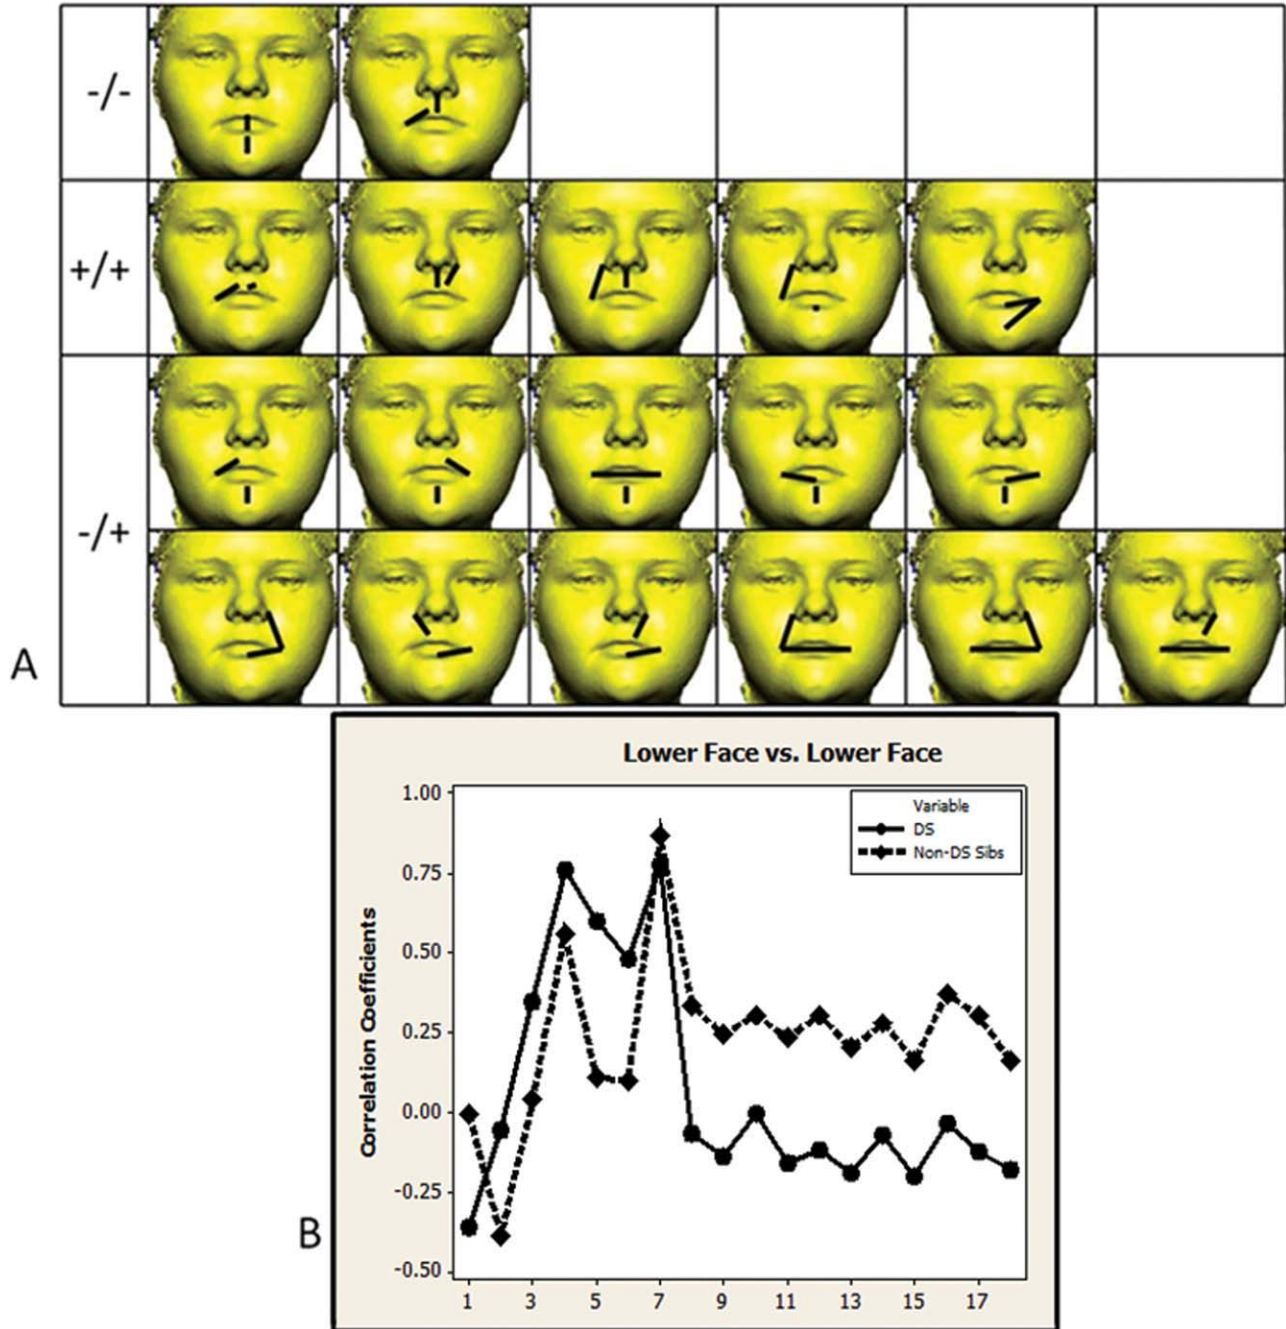 -/-
+/+
-/+
A
Lower Face vs. Lower Face
Variable
DS
Non-DS Sibs
Correlation Coefficients
1.00
0.75
0.50
0.25
0.00
-0.25
-0.50
1 3 5 7 9 11 13 15 17
B